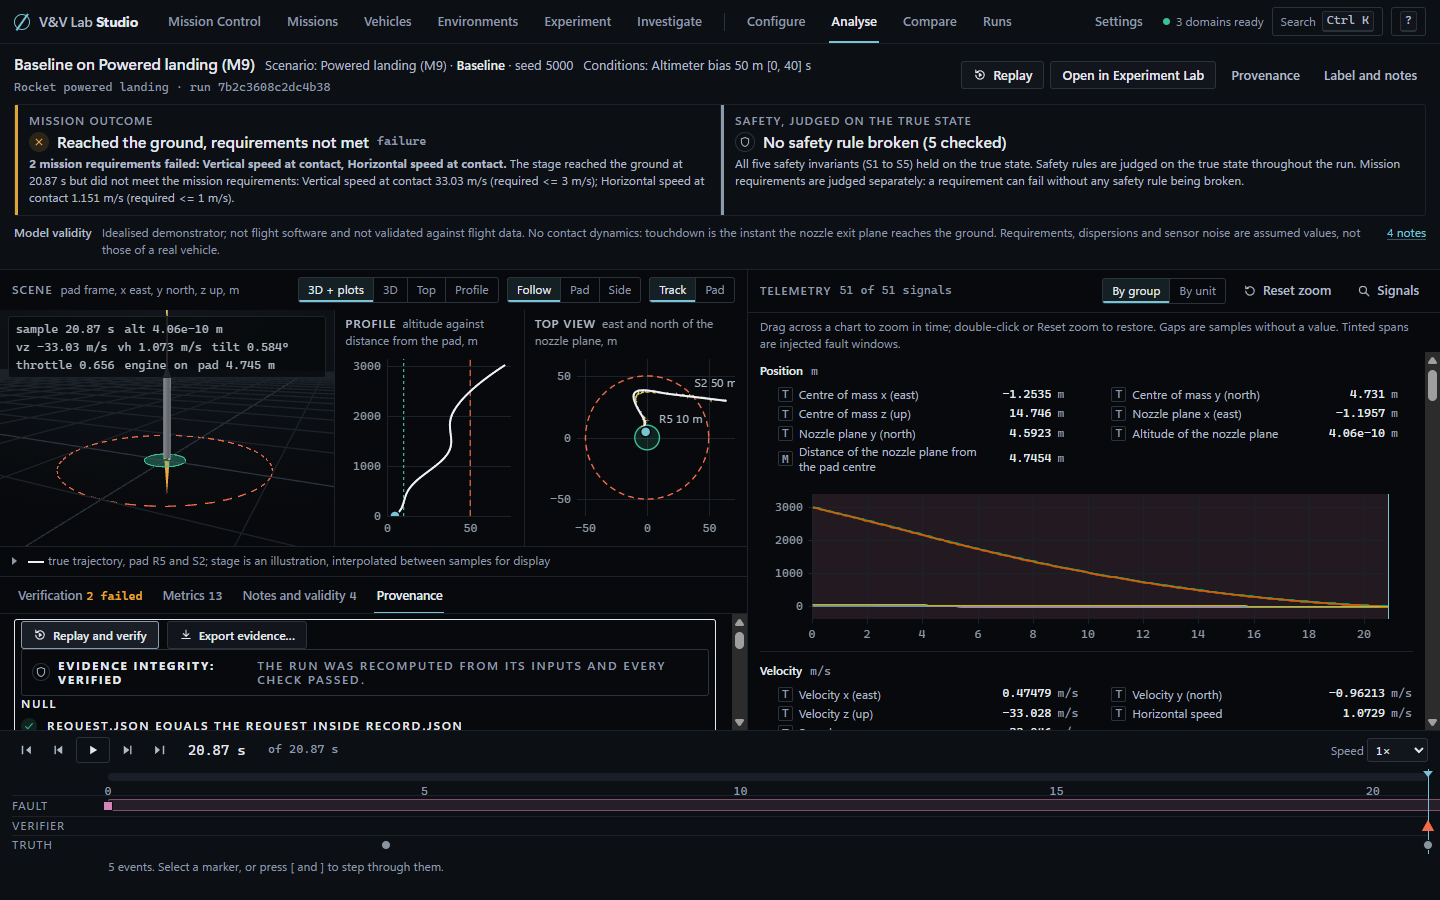 V&V Lab Studio Mission Control Missions Vehicles Environments Experiment Investigate Configure Analyse Compare Runs Settings 3 domains ready Search Ctrl K ?
Baseline on Powered landing (M9) Scenario: Powered landing (M9) · Baseline · seed 5000 Conditions: Altimeter bias 50 m [0, 40] s
Rocket powered landing · run 7b2c3608c2dc4b38
Replay Open in Experiment Lab Provenance Label and notes
MISSION OUTCOME
Reached the ground, requirements not met failure
2 mission requirements failed: Vertical speed at contact, Horizontal speed at contact. The stage reached the ground at
20.87 s but did not meet the mission requirements: Vertical speed at contact 33.03 m/s (required <= 3 m/s); Horizontal speed at
contact 1.151 m/s (required <= 1 m/s).
SAFETY, JUDGED ON THE TRUE STATE
No safety rule broken (5 checked)
All five safety invariants (S1 to S5) held on the true state. Safety rules are judged on the true state throughout the run. Mission
requirements are judged separately: a requirement can fail without any safety rule being broken.
Model validity Idealised demonstrator; not flight software and not validated against flight data. No contact dynamics: touchdown is the instant the nozzle exit plane reaches the ground. Requirements, dispersions and sensor noise are assumed values, not
those of a real vehicle.
4 notes
SCENE pad frame, x east, y north, z up, m 3D + plots 3D Top Profile Follow Pad Side Track Pad
sample 20.87 s alt 4.06e-10 m
vz −33.03 m/s vh 1.073 m/s tilt 0.584°
throttle 0.656 engine on pad 4.745 m
PROFILE altitude against
distance from the pad, m
3000
2000
1000
0
0 50
TOP VIEW east and north of the
nozzle plane, m
50
0
−50
−50 0 50
S2 50 m
R5 10 m
true trajectory, pad R5 and S2; stage is an illustration, interpolated between samples for display
Verification 2 failed Metrics 13 Notes and validity 4 Provenance
Replay and verify Export evidence...
EVIDENCE INTEGRITY:
VERIFIED
THE RUN WAS RECOMPUTED FROM ITS INPUTS AND EVERY
CHECK PASSED.
NULL
REQUEST.JSON EQUALS THE REQUEST INSIDE RECORD.JSON
TELEMETRY 51 of 51 signals By group By unit Reset zoom Signals
Drag across a chart to zoom in time; double-click or Reset zoom to restore. Gaps are samples without a value. Tinted spans
are injected fault windows.
Position m
T Centre of mass x (east) −1.2535 m T Centre of mass y (north) 4.731 m
T Centre of mass z (up) 14.746 m T Nozzle plane x (east) −1.1957 m
T Nozzle plane y (north) 4.5923 m T Altitude of the nozzle plane 4.06e−10 m
M Distance of the nozzle plane from
the pad centre 4.7454 m
3000
2000
1000
0
0 2 4 6 8 10 12 14 16 18 20
Velocity m/s
T Velocity x (east) 0.47479 m/s T Velocity y (north) −0.96213 m/s
T Velocity z (up) −33.028 m/s T Horizontal speed 1.0729 m/s
20.87 s of 20.87 s Speed 1×
0 5 10 15 20
FAULT
VERIFIER
TRUTH
5 events. Select a marker, or press [ and ] to step through them.